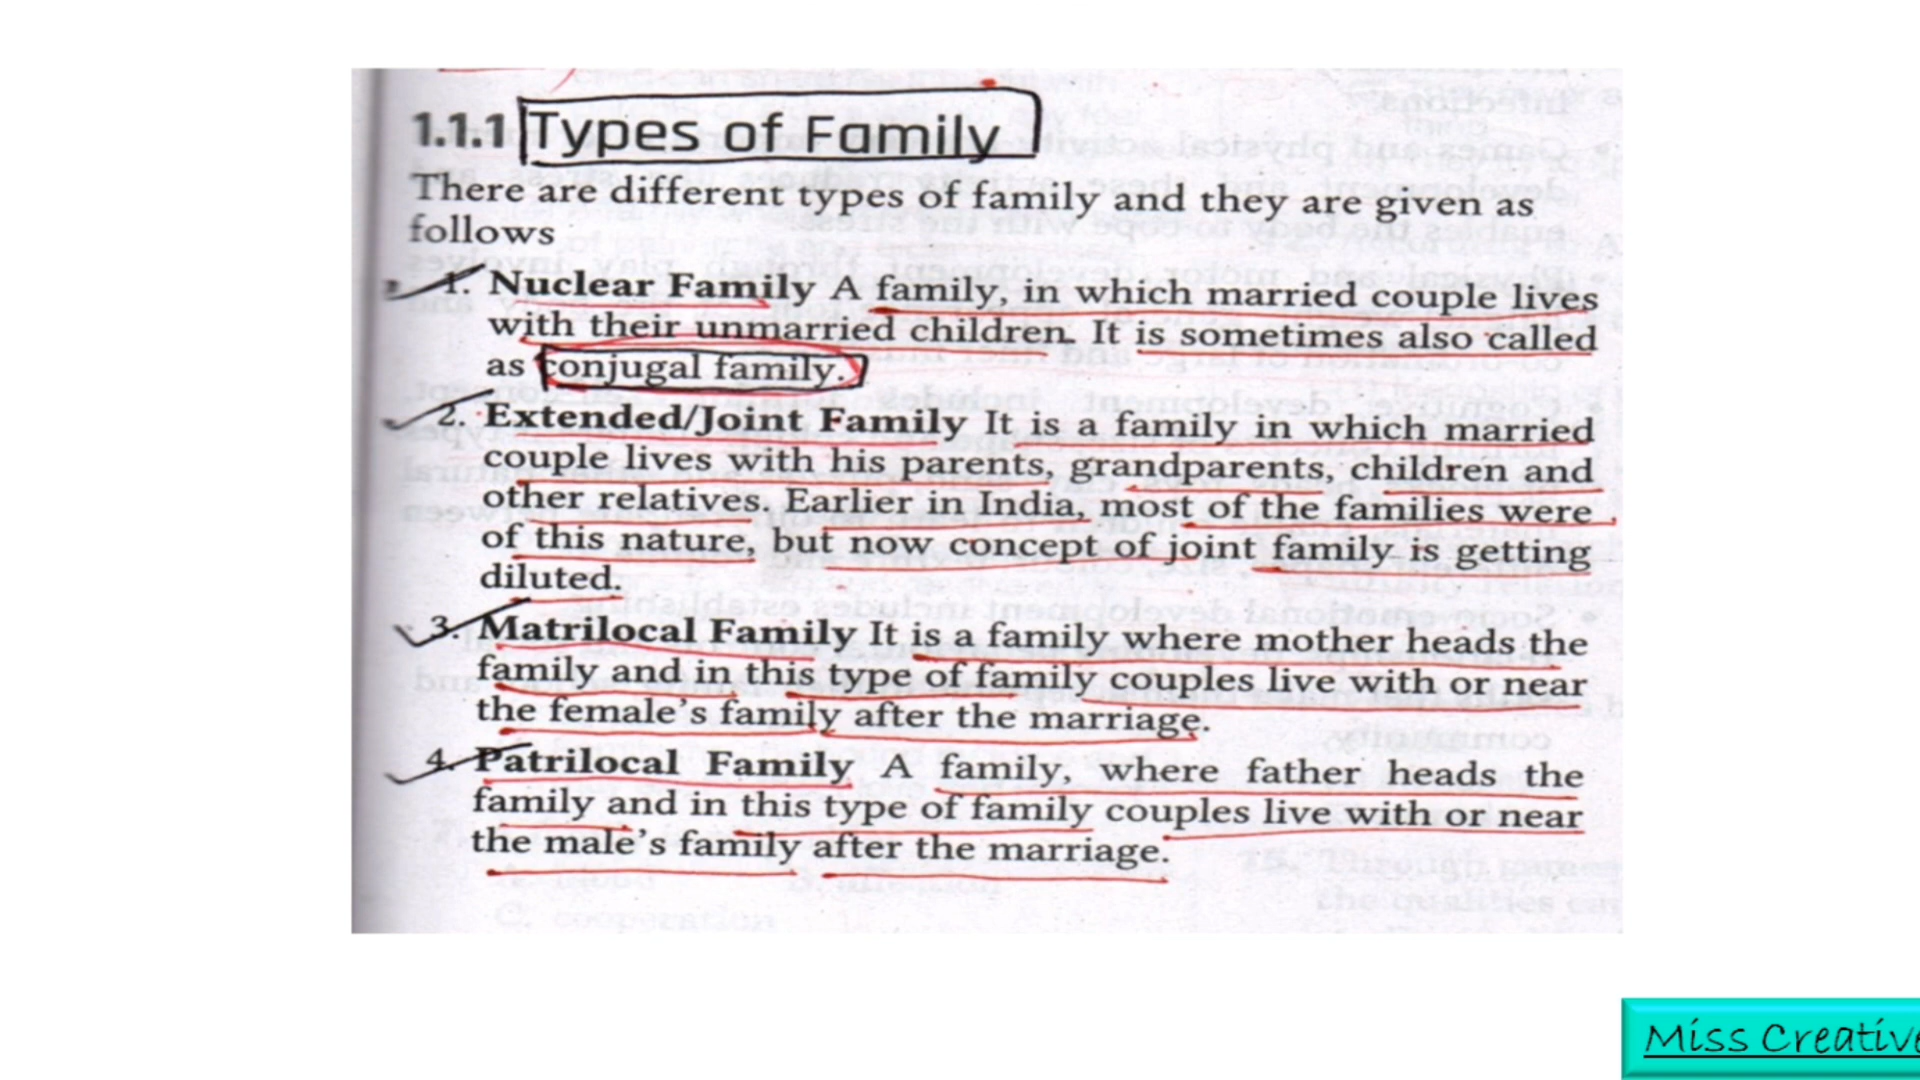 1.1.1 Types of Family
There are different types of family and they are given as
follows
1. Nuclear Family A family, in which married couple lives
with their unmarried children. It is sometimes also called
as conjugal family.
2. Extended/Joint Family It is a family in which married
couple lives with his parents, grandparents, children and
other relatives. Earlier in India, most of the families were
of this nature, but now concept of joint family is getting
diluted.
3. Matrilocal Family It is a family where mother heads the
family and in this type of family couples live with or near
the female's family after the marriage.
4. Patrilocal Family A family, where father heads the
family and in this type of family couples live with or near
the male's family after the marriage.
Miss Creative